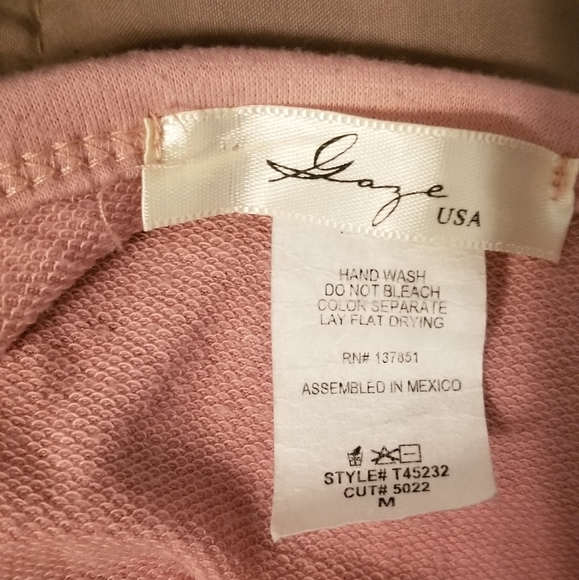 Gaze
USA
HAND WASH
DO NOT BLEACH
COLOR SEPARATE
LAY FLAT DRYING
RN# 137851
ASSEMBLED IN MEXICO
STYLE# T45232
CUT# 5022
M